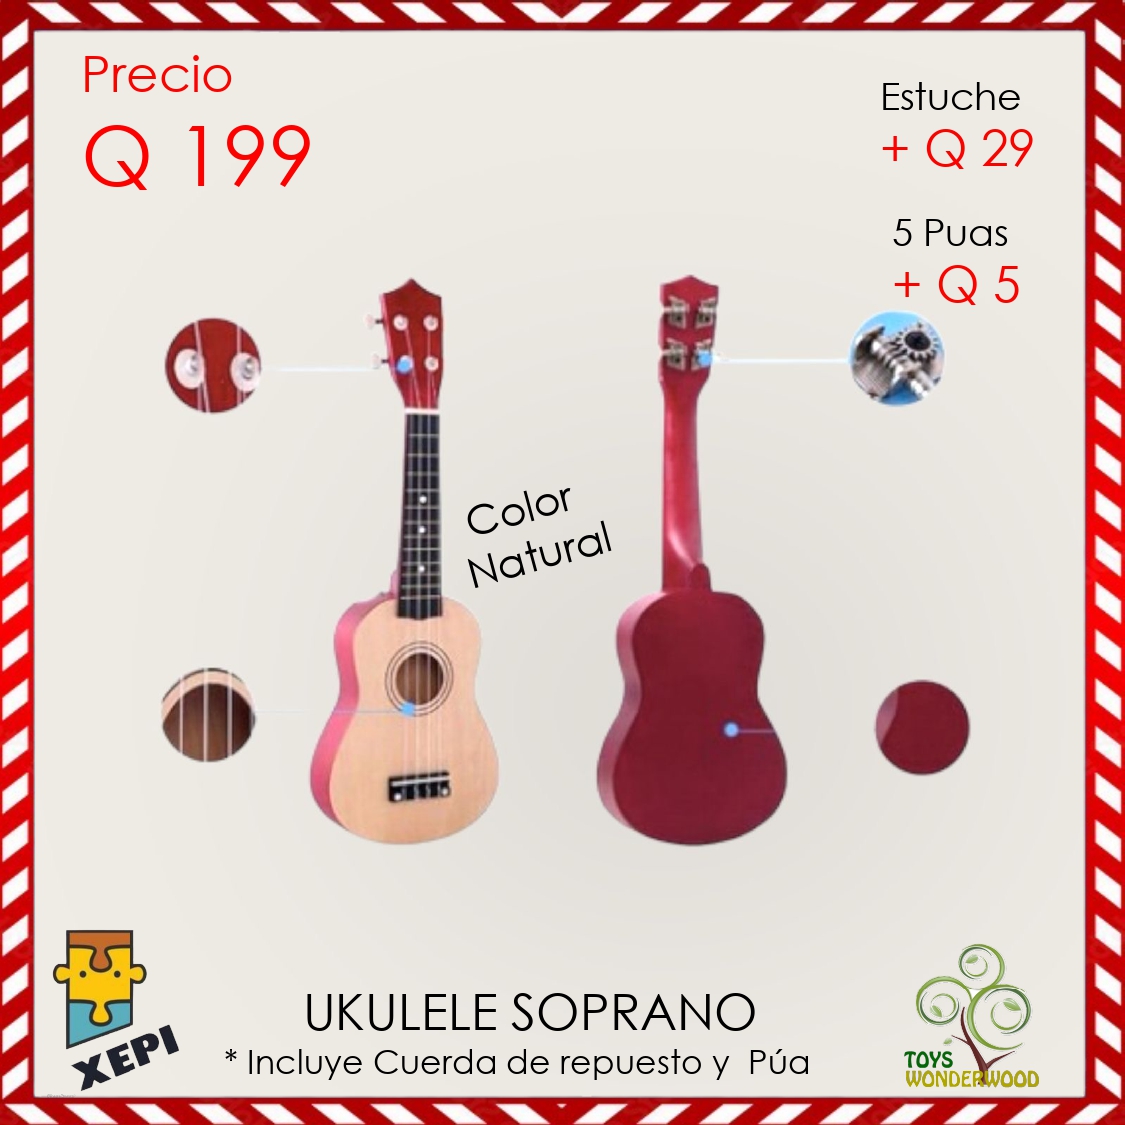 Precio
Q 199
Estuche
+ Q 29
5 Puas
+ Q 5
Color
Natural
XEPI
UKULELE SOPRANO
* Incluye Cuerda de repuesto y  Púa
TOYS
WONDERWOOD